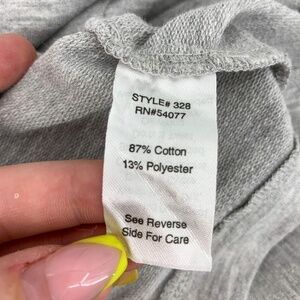 STYLE# 328
RN#54077
87% Cotton
13% Polyester
See Reverse
Side For Care